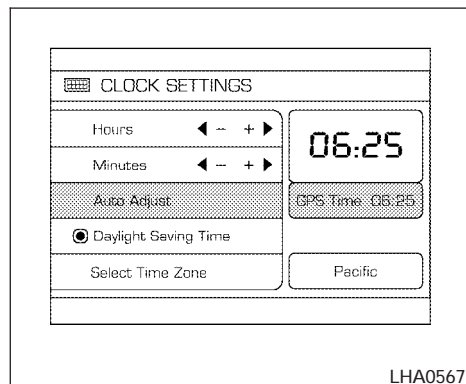 CLOCK SETTINGS
Hours ◀ - + ▶
Minutes ◀ - + ▶
06:25
Auto Adjust
GPS Time 06:25
Daylight Saving Time
Select Time Zone
Pacific
LHA0567